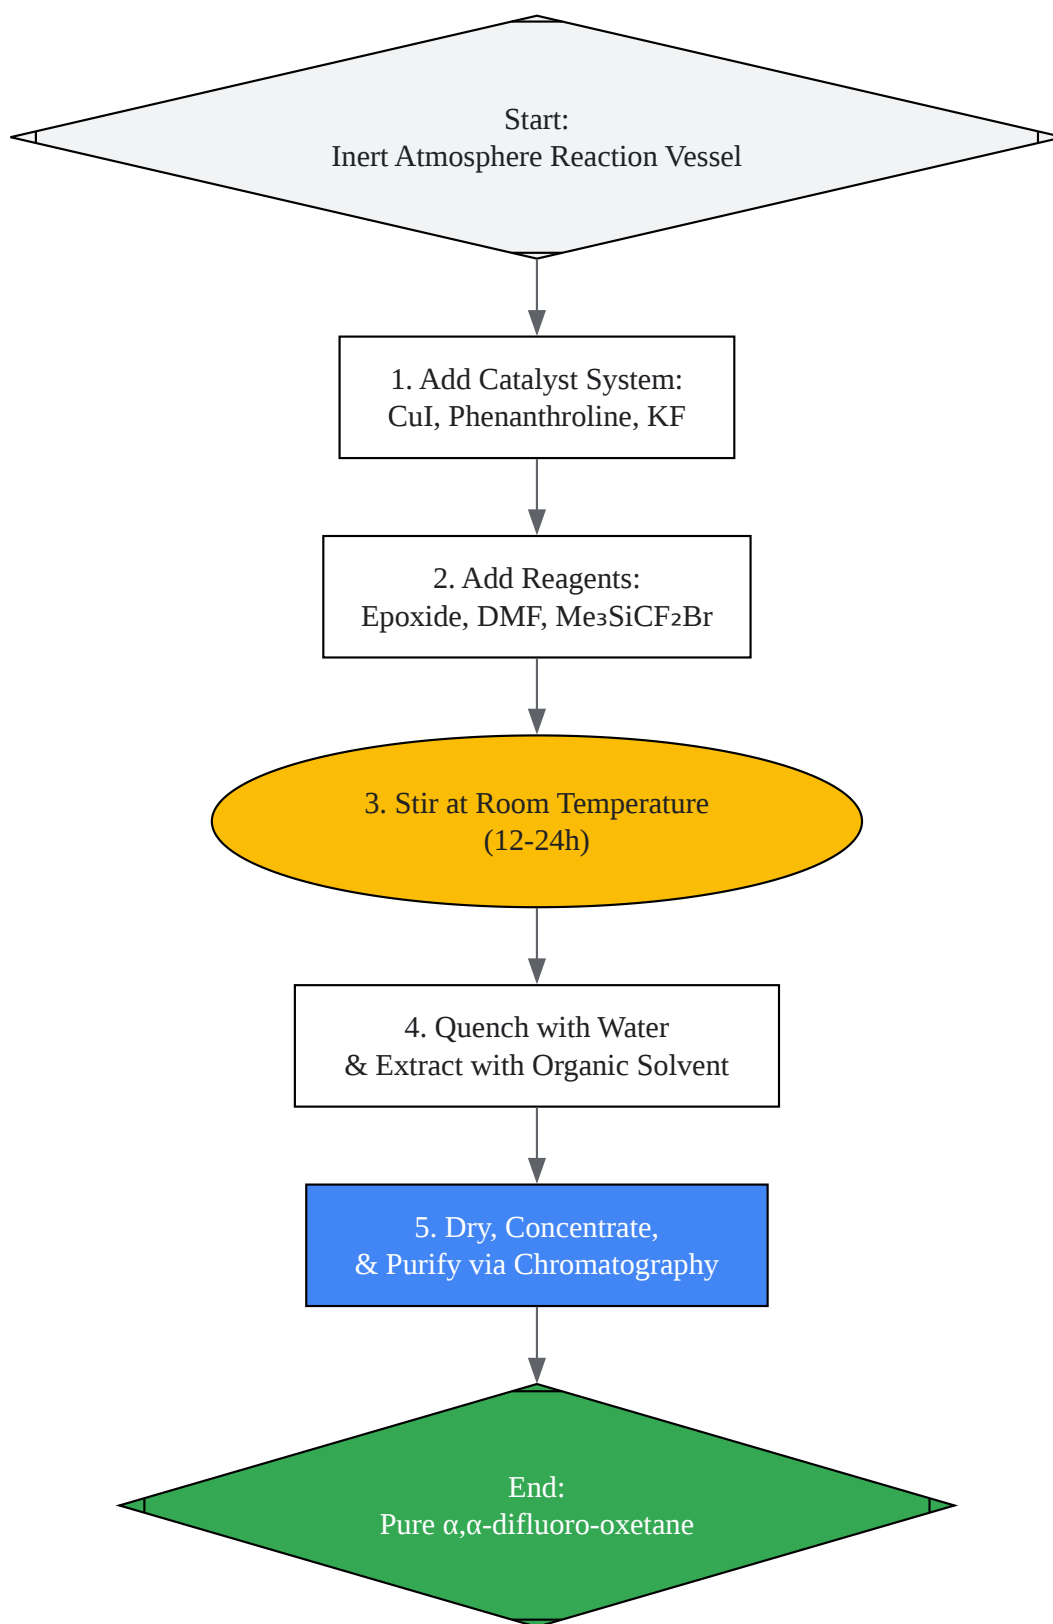 Start:
Inert Atmosphere Reaction Vessel
1. Add Catalyst System:
CuI, Phenanthroline, KF
2. Add Reagents:
Epoxide, DMF, Me₃SiCF₂Br
3. Stir at Room Temperature
(12-24h)
4. Quench with Water
& Extract with Organic Solvent
5. Dry, Concentrate,
& Purify via Chromatography
End:
Pure α,α-difluoro-oxetane